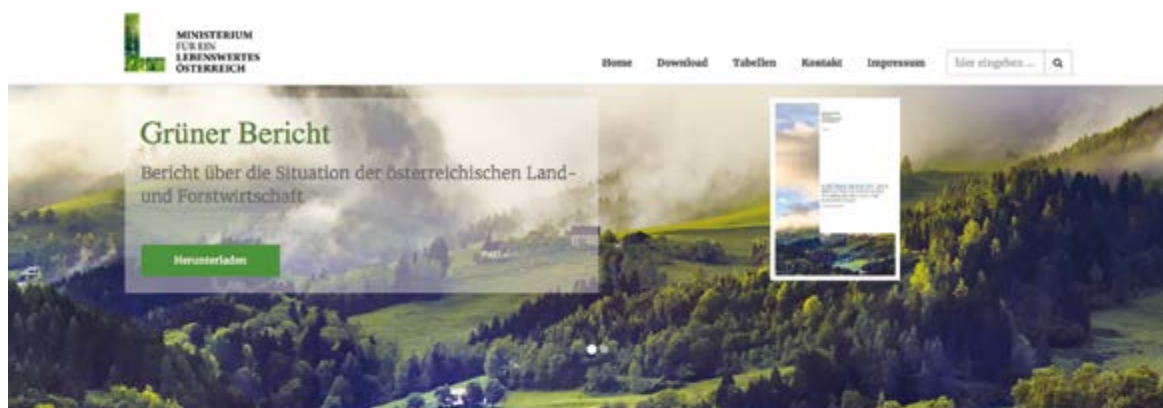 MINISTERIUM
FÜR EIN
LEBENSWERTES
ÖSTERREICH
Home Download Tabellen Kontakt Impressum hier eingeben ...
Grüner Bericht
Bericht über die Situation der österreichischen Land-
und Forstwirtschaft
Herunterladen